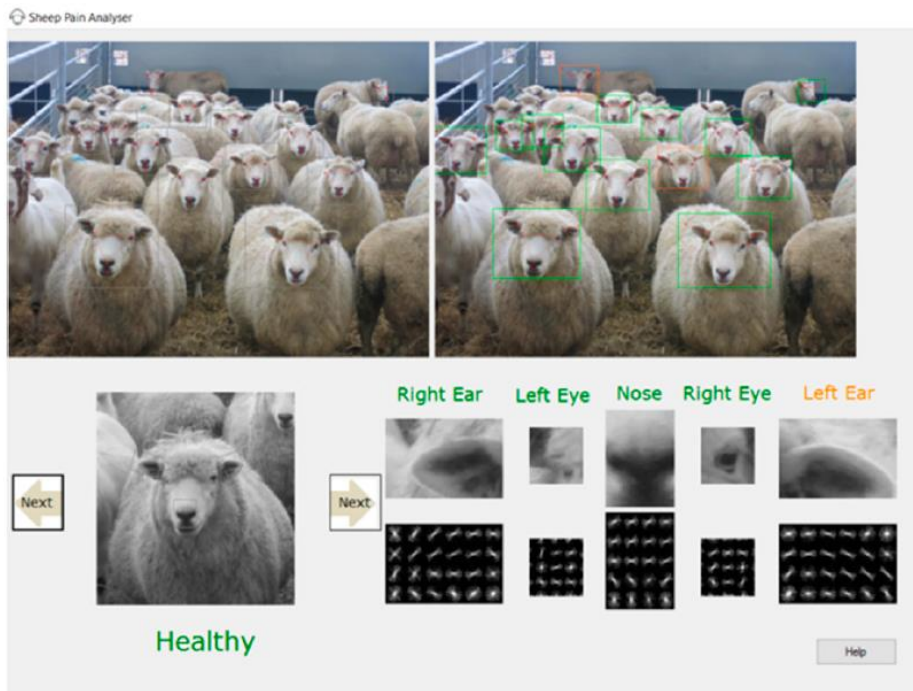 Sheep Pain Analyser
Right Ear Left Eye Nose Right Eye Left Ear
Next
Next
Healthy
Help